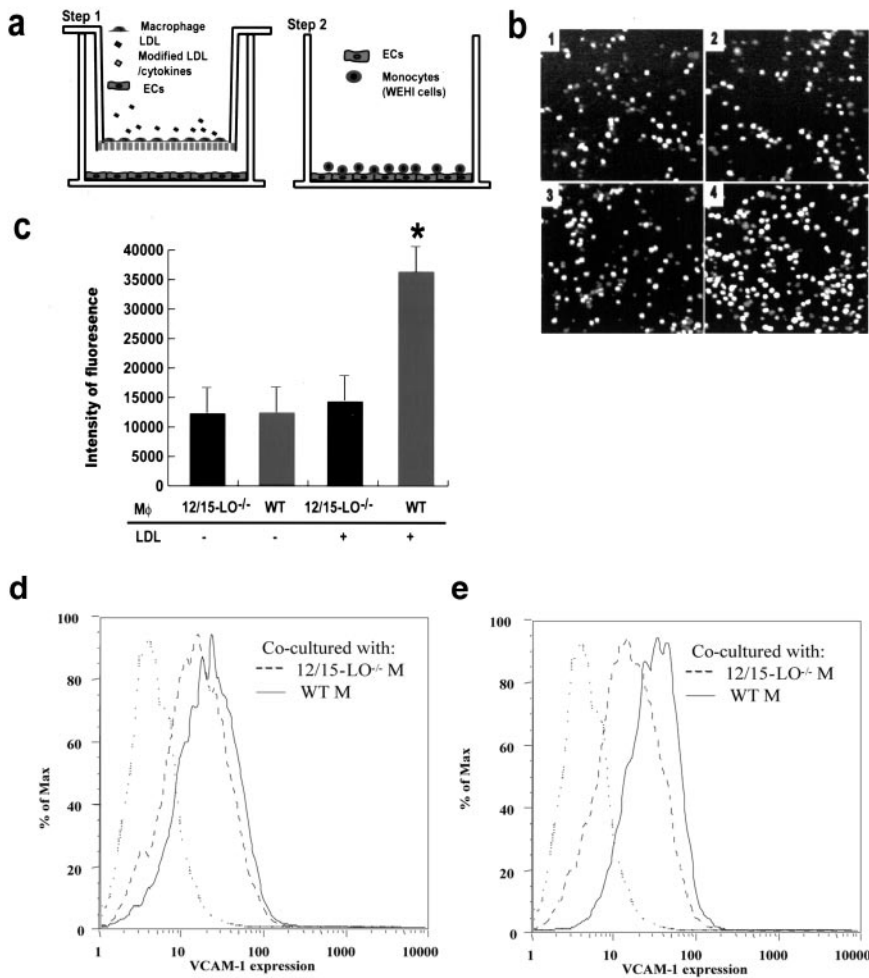 a
Step 1
Macrophage
LDL
Modified LDL
/cytokines
ECs
Step 2
ECs
Monocytes
(WEHI cells)
b
1
2
3
4
c
Intensity of fluoresence
40000
35000
30000
25000
20000
15000
10000
5000
0
*
Mφ 12/15-LO-/- WT 12/15-LO-/- WT
LDL - - + +
d
% of Max
100
80
60
40
20
0
Co-cultured with:
12/15-LO-/- M
WT M
1 10 100 1000 10000
VCAM-1 expression
e
% of Max
100
80
60
40
20
0
Co-cultured with:
12/15-LO-/- M
WT M
1 10 100 1000 10000
VCAM-1 expression